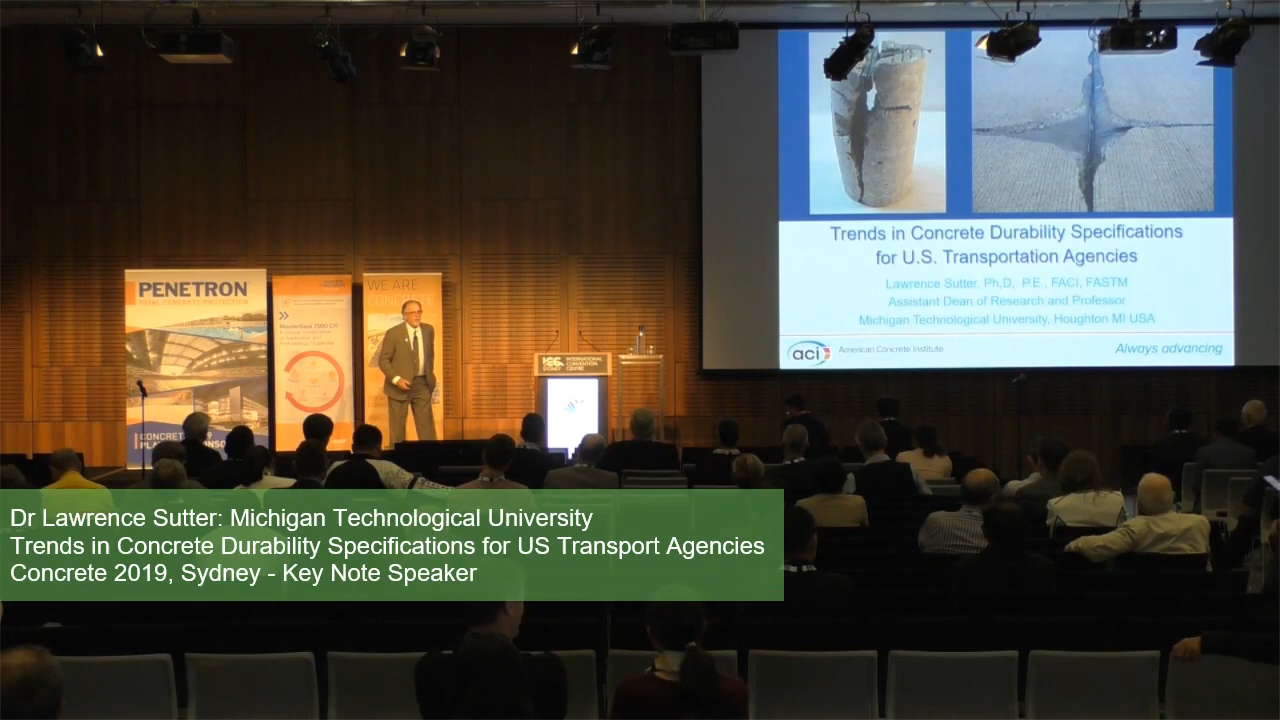 Trends in Concrete Durability Specifications
for U.S. Transportation Agencies
Lawrence Sutter, Ph,D, P.E., FACI, FASTM
Assistant Dean of Research and Professor
Michigan Technological University, Houghton MI USA
aci American Concrete Institute
Always advancing
PENETRON
TOTAL CONCRETE PROTECTION
MasterSeal 7000 CR
WE ARE
CONCRETE
ICC SYDNEY
INTERNATIONAL
CONVENTION
CENTRE
Dr Lawrence Sutter: Michigan Technological University
Trends in Concrete Durability Specifications for US Transport Agencies
Concrete 2019, Sydney - Key Note Speaker